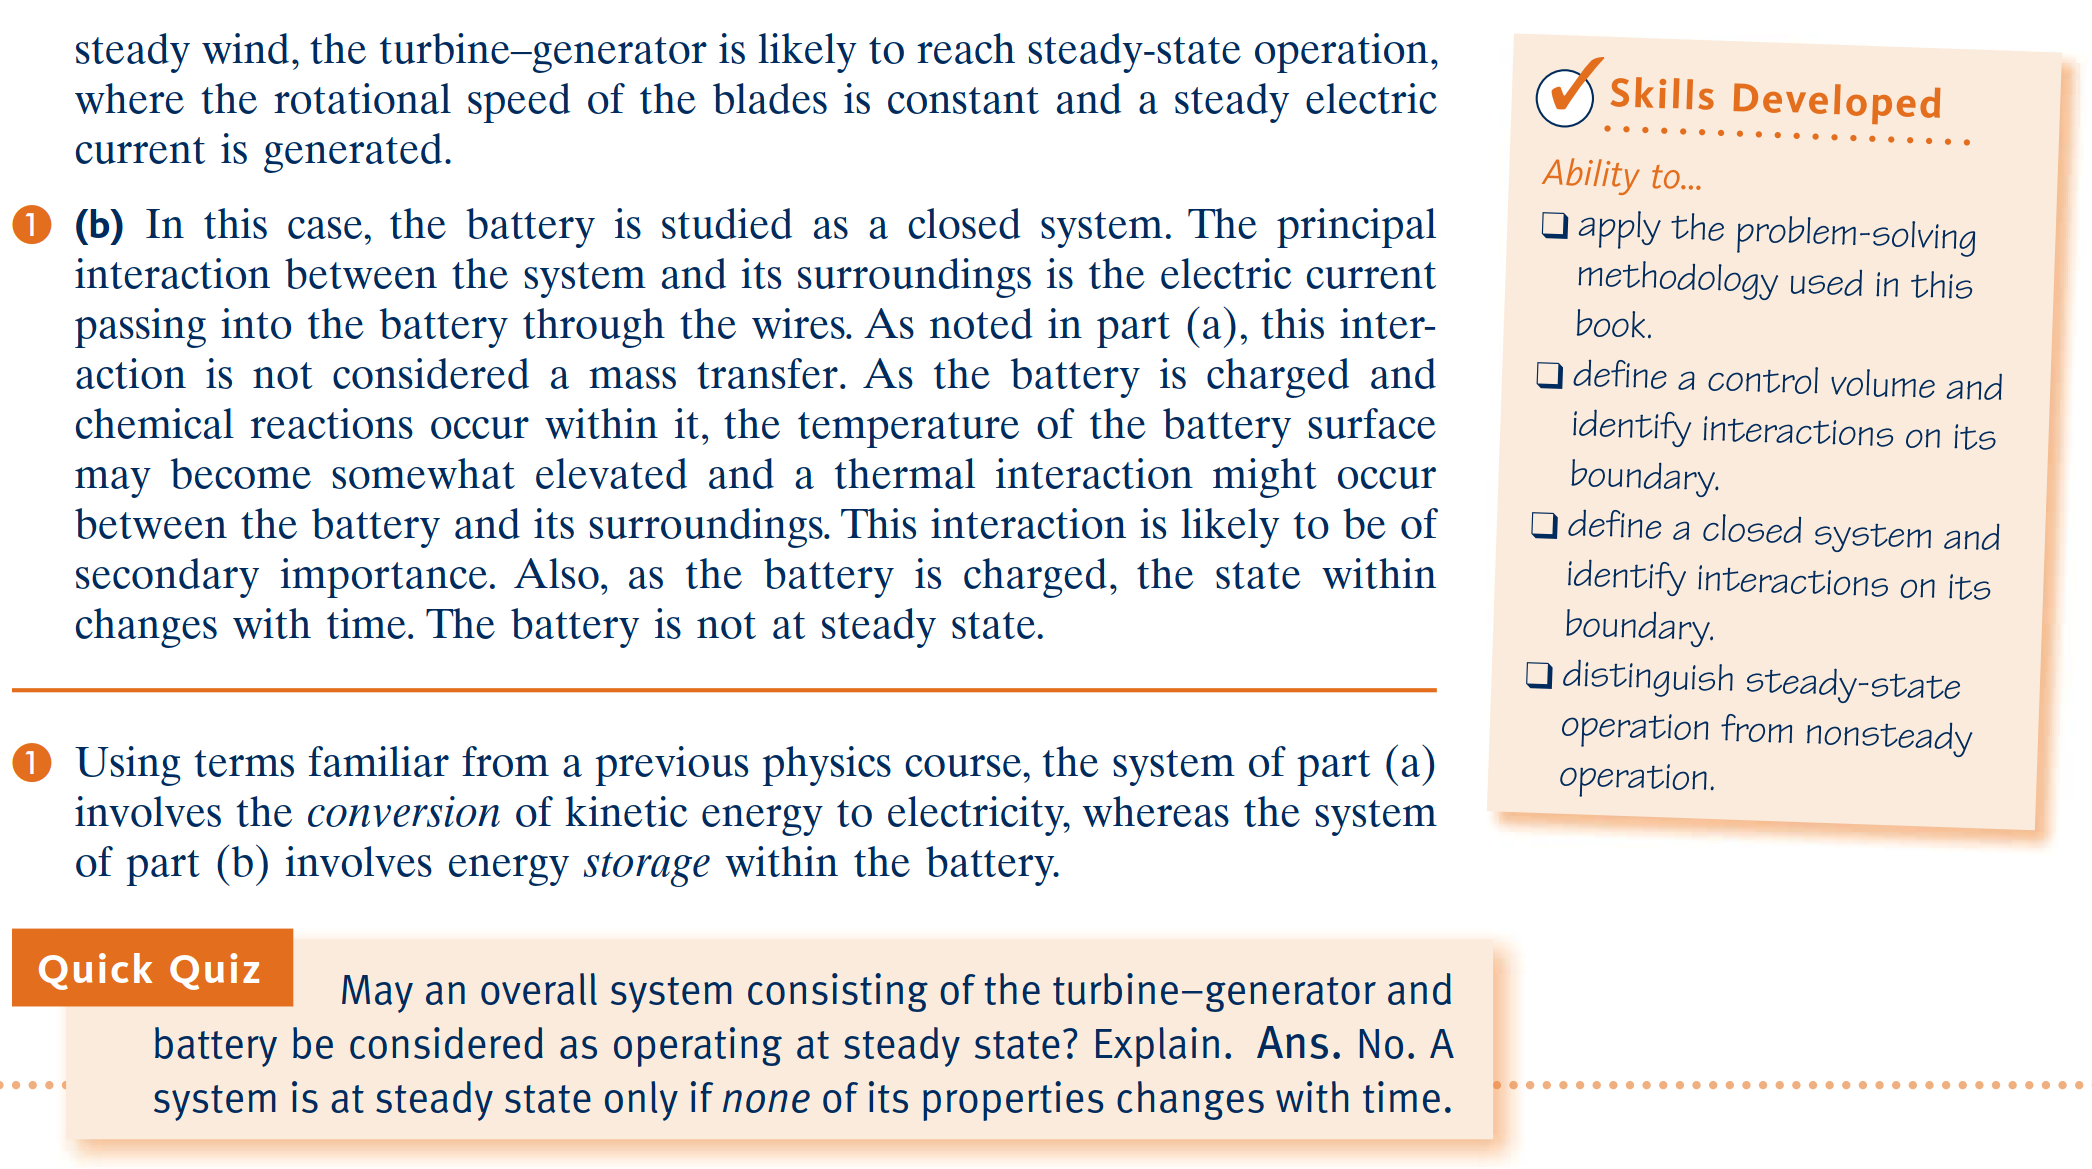 steady wind, the turbine–generator is likely to reach steady-state operation,
where the rotational speed of the blades is constant and a steady electric
current is generated.
1 (b) In this case, the battery is studied as a closed system. The principal
interaction between the system and its surroundings is the electric current
passing into the battery through the wires. As noted in part (a), this inter-
action is not considered a mass transfer. As the battery is charged and
chemical reactions occur within it, the temperature of the battery surface
may become somewhat elevated and a thermal interaction might occur
between the battery and its surroundings. This interaction is likely to be of
secondary importance. Also, as the battery is charged, the state within
changes with time. The battery is not at steady state.
1 Using terms familiar from a previous physics course, the system of part (a)
involves the conversion of kinetic energy to electricity, whereas the system
of part (b) involves energy storage within the battery.
Quick Quiz
May an overall system consisting of the turbine–generator and
battery be considered as operating at steady state? Explain. Ans. No. A
system is at steady state only if none of its properties changes with time.
✓ Skills Developed
Ability to...
❑ apply the problem-solving
methodology used in this
book.
❑ define a control volume and
identify interactions on its
boundary.
❑ define a closed system and
identify interactions on its
boundary.
❑ distinguish steady-state
operation from nonsteady
operation.